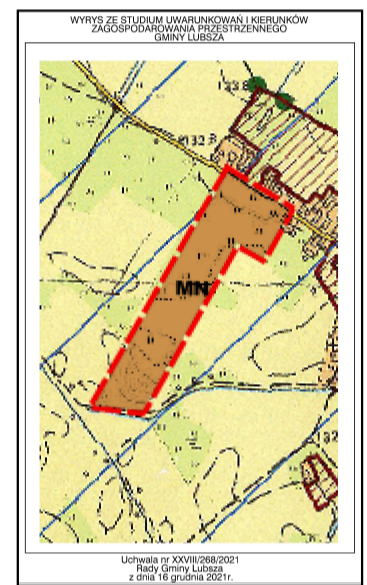 WYRYS ZE STUDIUM UWARUNKOWAŃ I KIERUNKÓW
ZAGOSPODAROWANIA PRZESTRZENNEGO
GMINY LUBSZA
MN
Uchwała nr XXVIII/268/2021
Rady Gminy Lubsza
z dnia 16 grudnia 2021r.